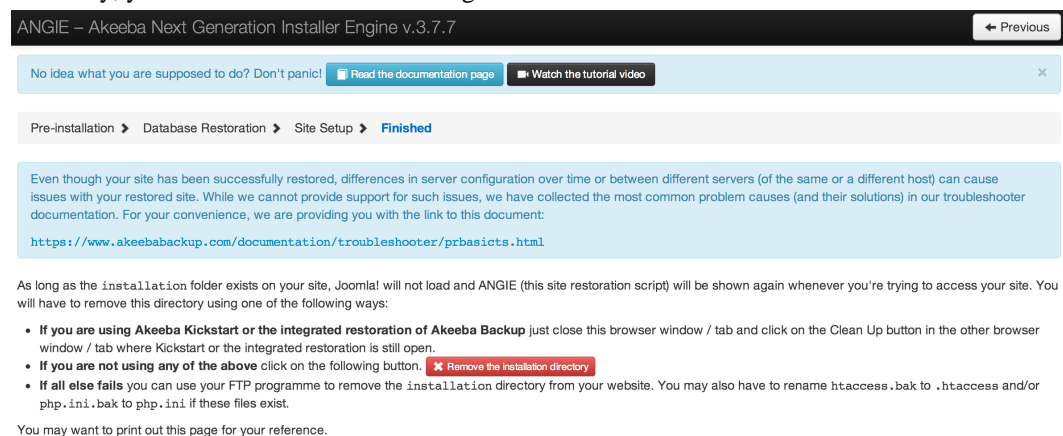 ANGIE – Akeeba Next Generation Installer Engine v.3.7.7
Previous
No idea what you are supposed to do? Don't panic! Read the documentation page Watch the tutorial video ×
Pre-installation Database Restoration Site Setup Finished
Even though your site has been successfully restored, differences in server configuration over time or between different servers (of the same or a different host) can cause
issues with your restored site. While we cannot provide support for such issues, we have collected the most common problem causes (and their solutions) in our troubleshooter
documentation. For your convenience, we are providing you with the link to this document:
https://www.akeebabackup.com/documentation/troubleshooter/prbasicts.html
As long as the installation folder exists on your site, Joomla! will not load and ANGIE (this site restoration script) will be shown again whenever you're trying to access your site. You
will have to remove this directory using one of the following ways:
• If you are using Akeeba Kickstart or the integrated restoration of Akeeba Backup just close this browser window / tab and click on the Clean Up button in the other browser
window / tab where Kickstart or the integrated restoration is still open.
• If you are not using any of the above click on the following button. Remove the installation directory
• If all else fails you can use your FTP programme to remove the installation directory from your website. You may also have to rename htaccess.bak to .htaccess and/or
php.ini.bak to php.ini if these files exist.
You may want to print out this page for your reference.